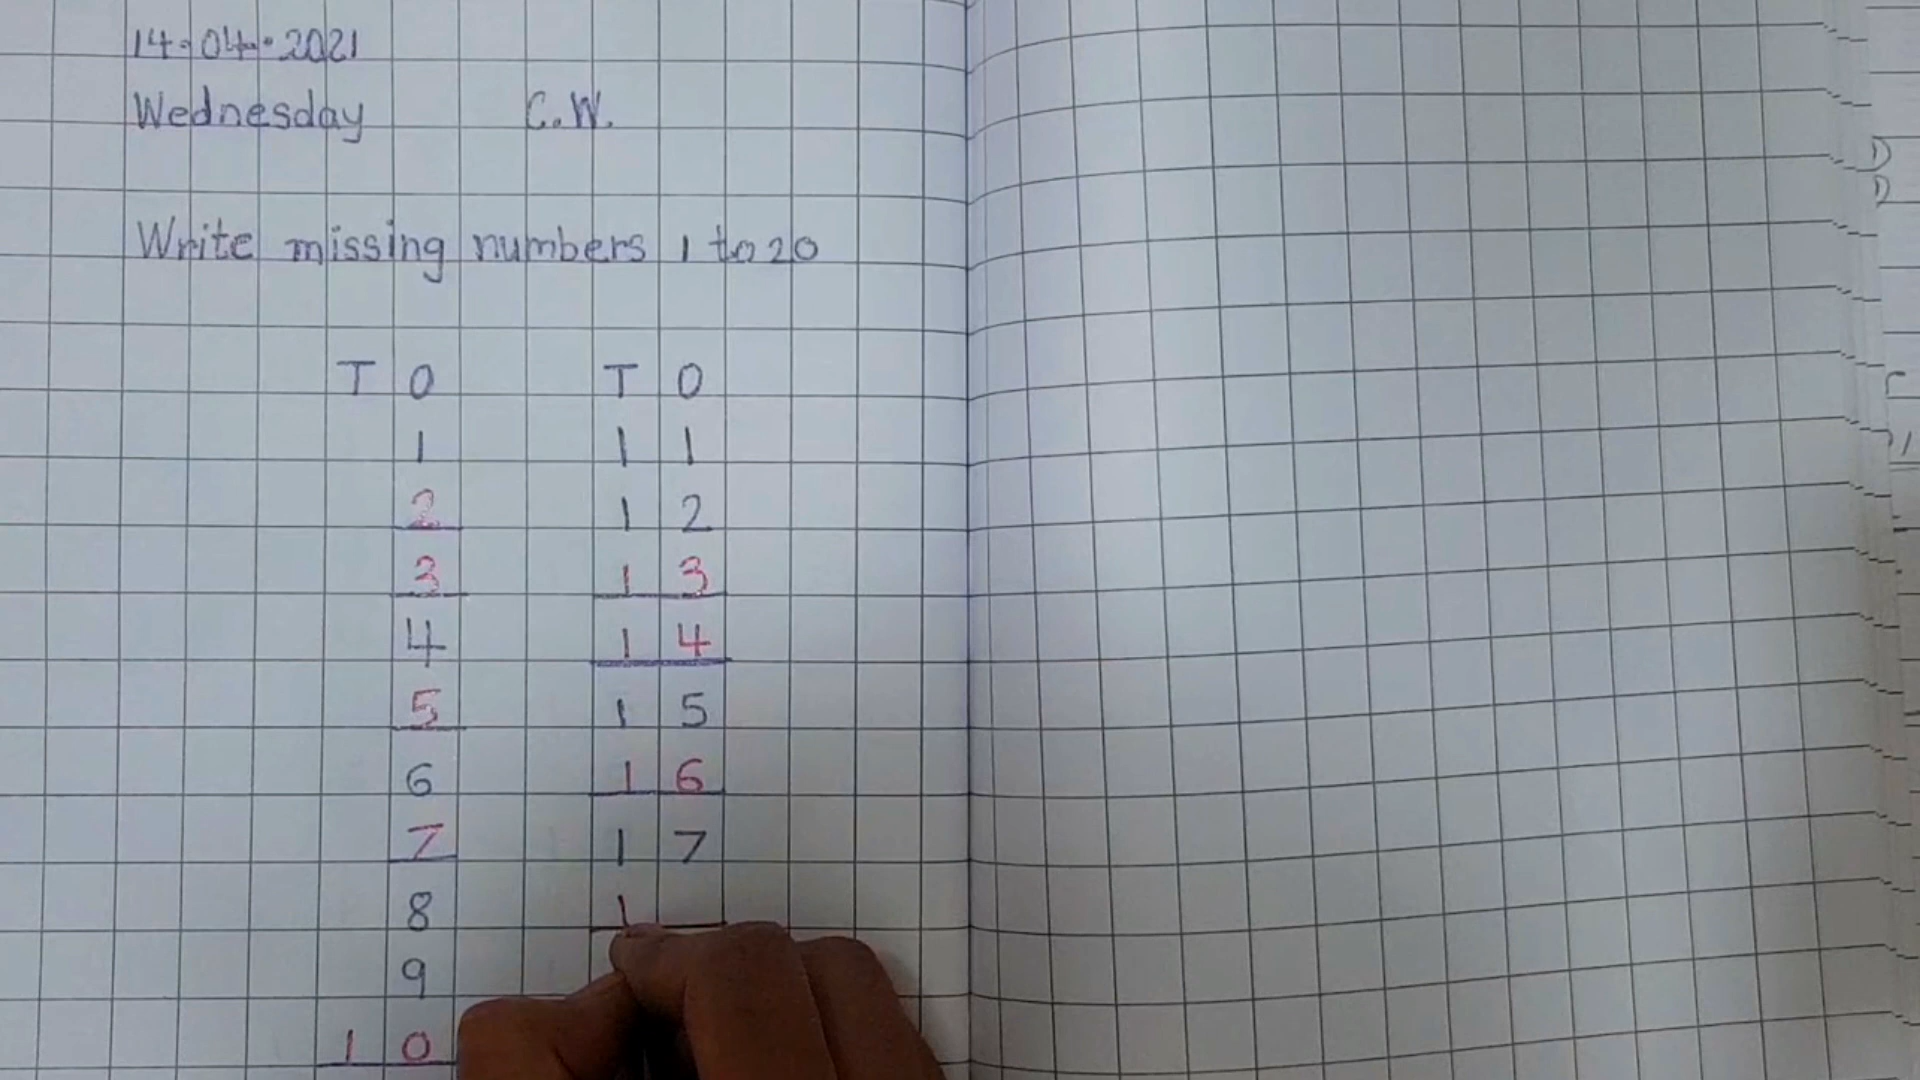 14.04.2021
Wednesday C.W.
Write missing numbers 1 to 20
T O T O
1 1 1
2 1 2
3 1 3
4 1 4
5 1 5
6 1 6
7 1 7
8 1
9
1 0